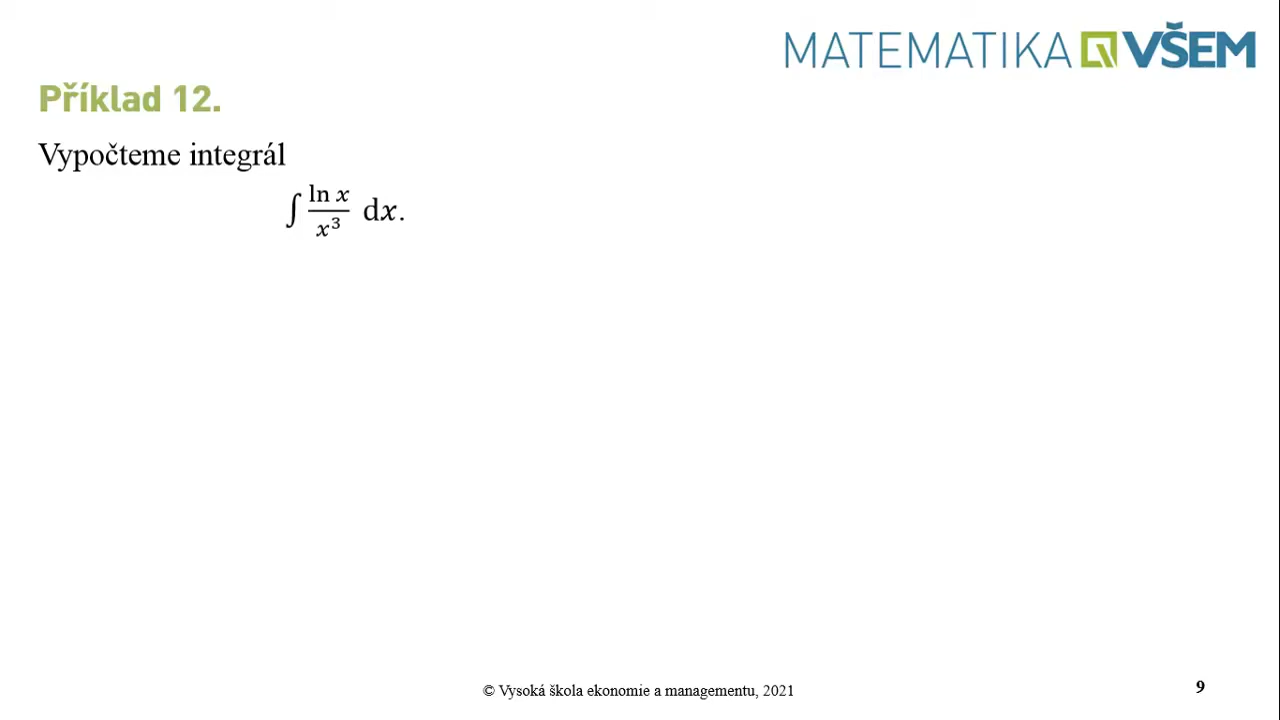 MATEMATIKA VŠEM
Příklad 12.
Vypočteme integrál
∫ ln x / x³ dx.
© Vysoká škola ekonomie a managementu, 2021
9